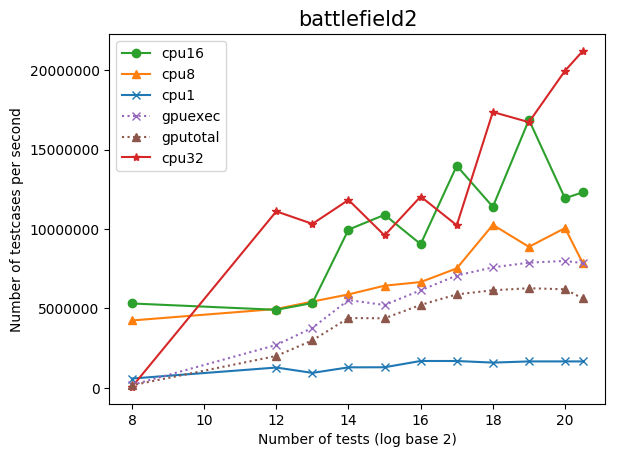 battlefield2
cpu16
cpu8
cpu1
gpuexec
gputotal
cpu32
Number of testcases per second
20000000
15000000
10000000
5000000
0
8 10 12 14 16 18 20
Number of tests (log base 2)